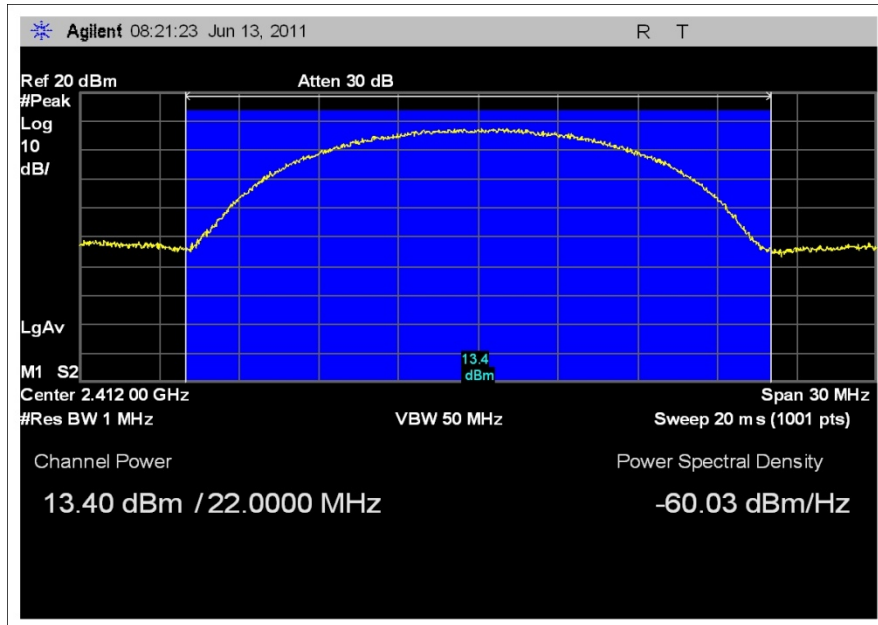 Agilent 08:21:23 Jun 13, 2011 R T
Ref 20 dBm Atten 30 dB
#Peak
Log
10
dB/
LgAv
13.4
dBm
M1 S2
Center 2.412 00 GHz Span 30 MHz
#Res BW 1 MHz VBW 50 MHz Sweep 20 ms (1001 pts)
Channel Power Power Spectral Density
13.40 dBm / 22.0000 MHz -60.03 dBm/Hz